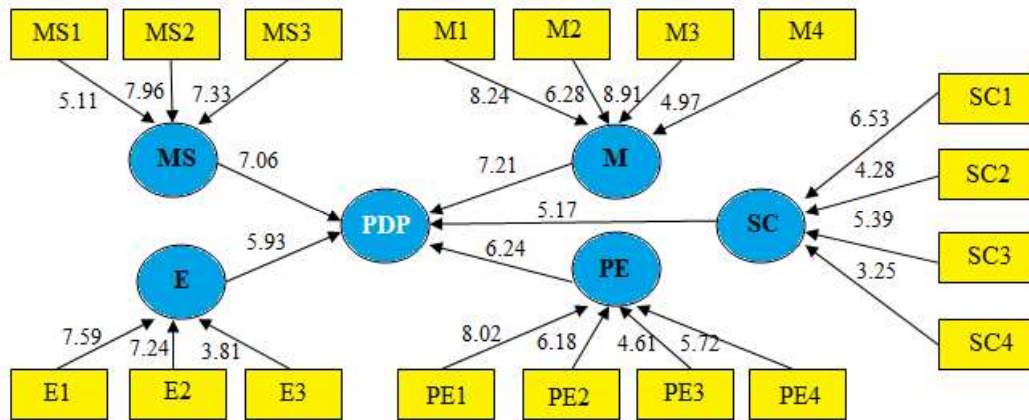 MS1 MS2 MS3 M1 M2 M3 M4
5.11 7.96 7.33 8.24 6.28 8.91 4.97
SC1
6.53
MS M
7.06 7.21
SC2
4.28
PDP 5.17 SC
5.39
SC3
5.93 6.24
E PE
3.25
SC4
7.59 7.24 3.81 8.02 6.18 4.61 5.72
E1 E2 E3 PE1 PE2 PE3 PE4